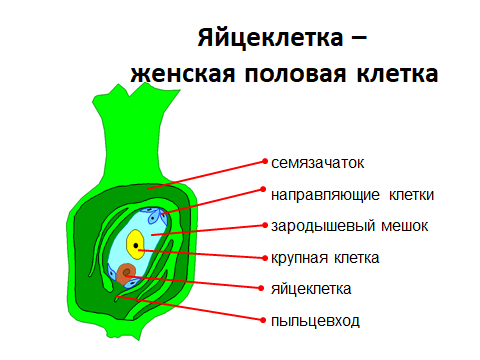 Яйцеклетка –
женская половая клетка
семязачаток
направляющие клетки
зародышевый мешок
крупная клетка
яйцеклетка
пыльцевход